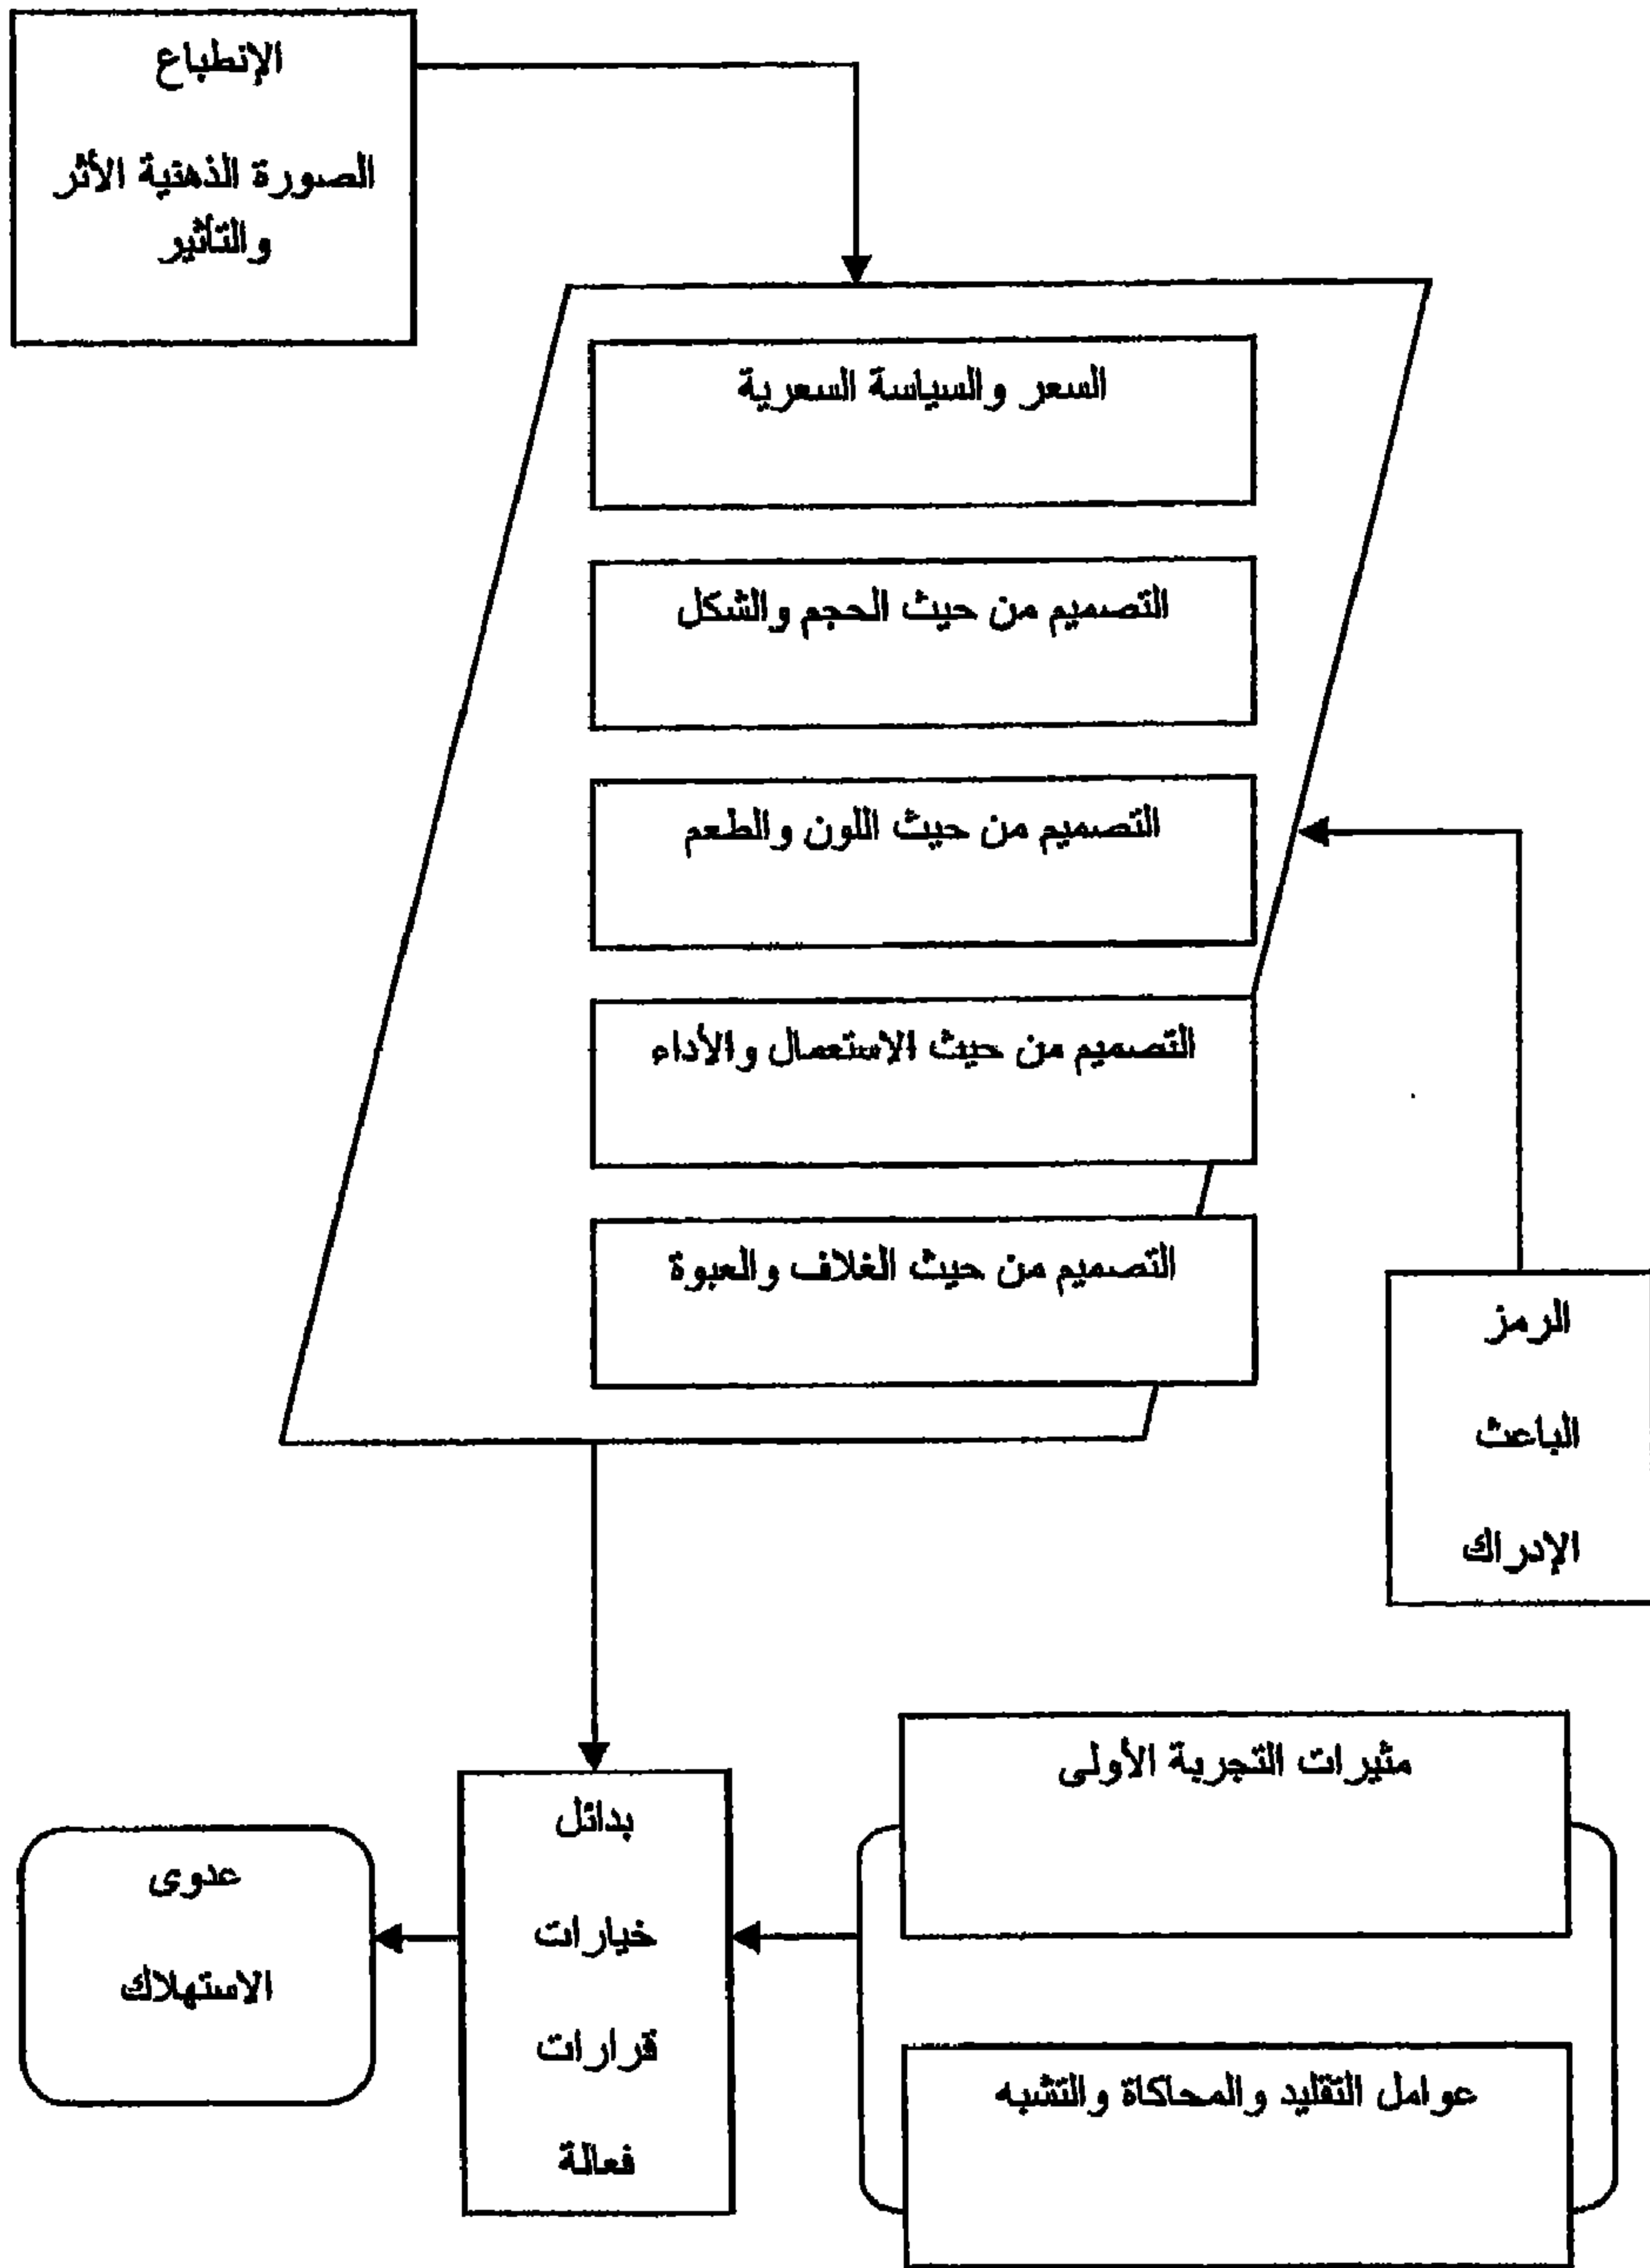 الإنطباع
الصورة الذهنية الأثر
والتأثير
السعر والسياسة السعرية
التصميم من حيث الحجم والشكل
التصميم من حيث اللون والطعم
التصميم من حيث الاستعمال والأداء
التصميم من حيث الغلاف والعبوة
الرمز
الباعث
الإدراك
مثيرات التجربة الأولى
عوامل التقليد والمحاكاة والتشبه
بدائل
خيارات
قرارات
فعالة
عدوى
الاستهلاك